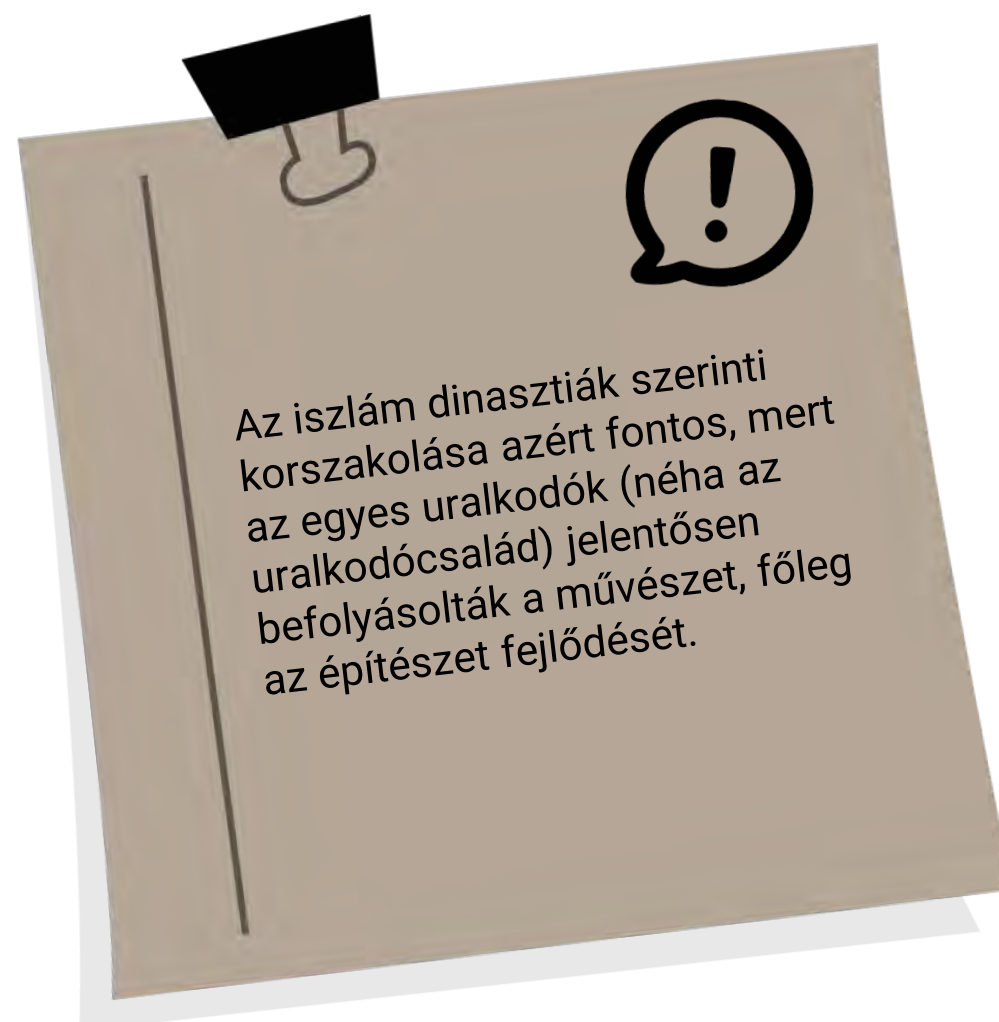 Az iszlám dinasztiák szerinti
korszakolása azért fontos, mert
az egyes uralkodók (néha az
uralkodócsalád) jelentősen
befolyásolták a művészet, főleg
az építészet fejlődését.